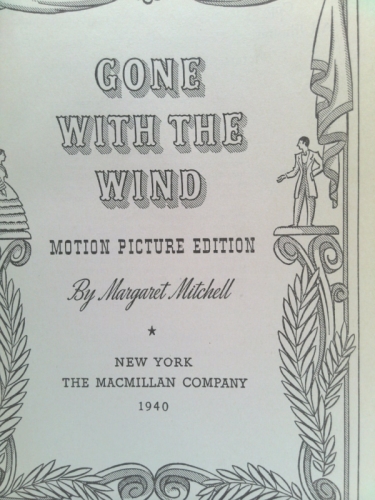 GONE
WITH THE
WIND
MOTION PICTURE EDITION
By Margaret Mitchell
NEW YORK
THE MACMILLAN COMPANY
1940